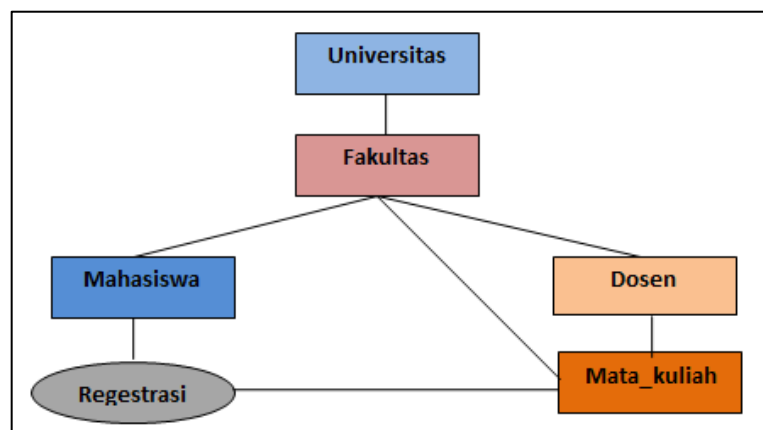 Universitas
Fakultas
Mahasiswa
Dosen
Regestrasi
Mata_kuliah